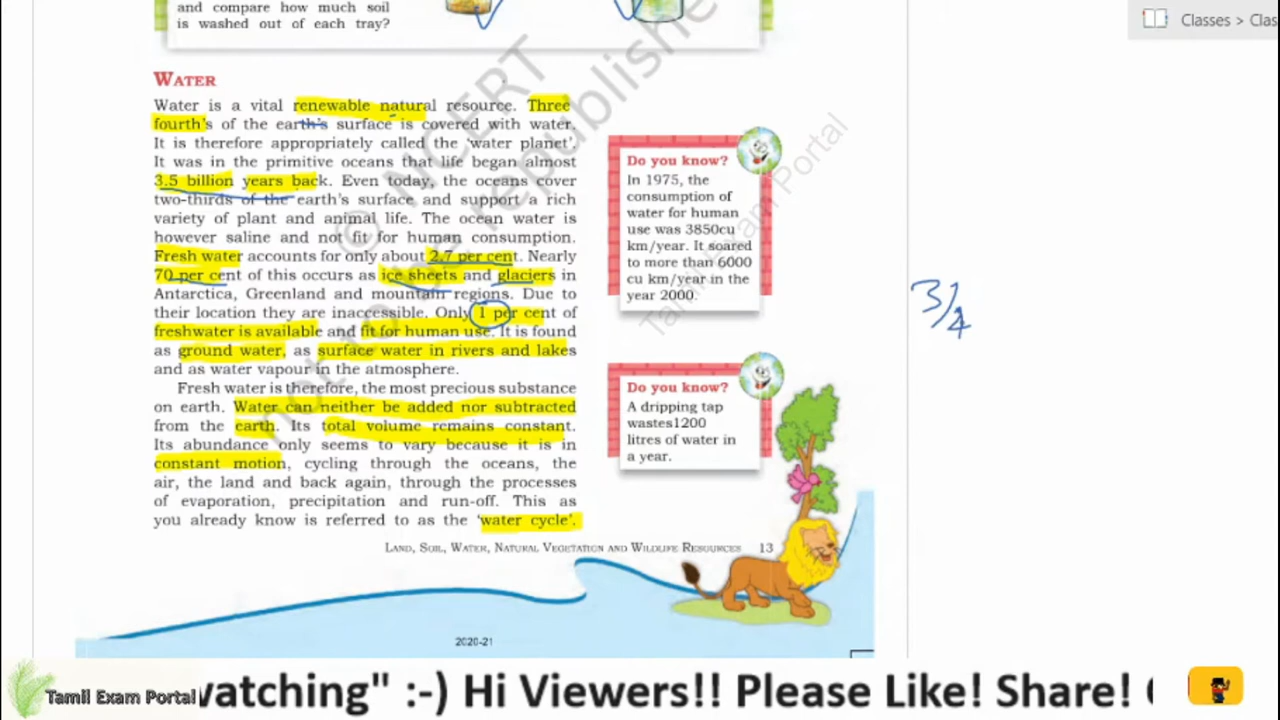 and compare how much soil
is washed out of each tray?
Classes > Clas
WATER
Water is a vital renewable natural resource. Three
fourth's of the earth's surface is covered with water.
It is therefore appropriately called the 'water planet'.
It was in the primitive oceans that life began almost
3.5 billion years back. Even today, the oceans cover
two-thirds of the earth's surface and support a rich
variety of plant and animal life. The ocean water is
however saline and not fit for human consumption.
Fresh water accounts for only about 2.7 per cent. Nearly
70 per cent of this occurs as ice sheets and glaciers in
Antarctica, Greenland and mountain regions. Due to
their location they are inaccessible. Only 1 per cent of
freshwater is available and fit for human use. It is found
as ground water, as surface water in rivers and lakes
and as water vapour in the atmosphere.
Fresh water is therefore, the most precious substance
on earth. Water can neither be added nor subtracted
from the earth. Its total volume remains constant.
Its abundance only seems to vary because it is in
constant motion, cycling through the oceans, the
air, the land and back again, through the processes
of evaporation, precipitation and run-off. This as
you already know is referred to as the 'water cycle'.
Do you know?
In 1975, the
consumption of
water for human
use was 3850cu
km/year. It soared
to more than 6000
cu km/year in the
year 2000.
Do you know?
A dripping tap
wastes1200
litres of water in
a year.
3/4
© NCERT
not to be republishe
Tamil Exam Portal
LAND, SOIL, WATER, NATURAL VEGETATION AND WILDLIFE RESOURCES 13
2020-21
Tamil Exam Portal
watching" :-) Hi Viewers!! Please Like! Share!